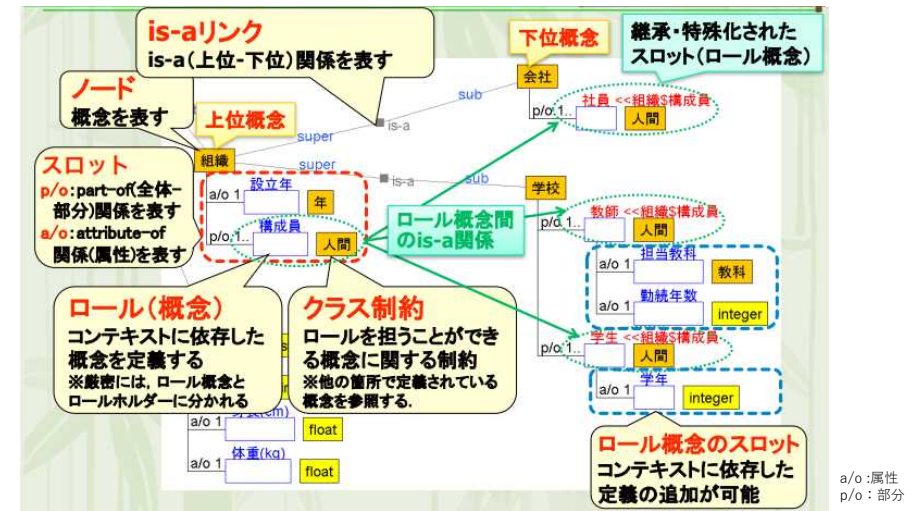 is-aリンク
is-a(上位-下位)関係を表す
下位概念
継承・特殊化された
スロット(ロール概念)
ノード
概念を表す
上位概念
会社
sub
is-a
super
p/o 1..
社員 <<組織$構成員
人間
組織
super
is-a
sub
学校
スロット
p/o:part-of(全体-
部分)関係を表す
a/o:attribute-of
関係(属性)を表す
設立年
a/o 1
年
構成員
p/o 1..
人間
ロール概念間
のis-a関係
教師 <<組織$構成員
p/o 1..
人間
担当教科
a/o 1
教科
勤続年数
a/o 1
integer
学生 <<組織$構成員
p/o 1..
人間
学年
a/o 1
integer
ロール(概念)
コンテキストに依存した
概念を定義する
※厳密には,ロール概念と
ロールホルダーに分かれる
クラス制約
ロールを担うことができ
る概念に関する制約
※他の箇所で定義されている
概念を参照する.
a/o 1
float
体重(kg)
a/o 1
float
ロール概念のスロット
コンテキストに依存した
定義の追加が可能
a/o :属性
p/o : 部分